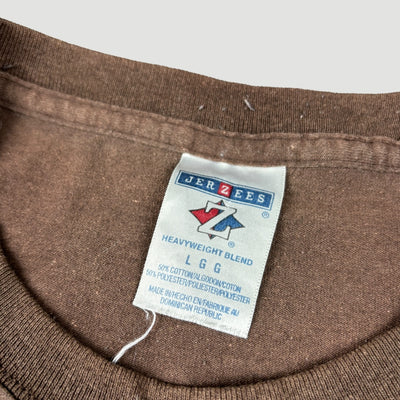 JERZEES®
Z®
HEAVYWEIGHT BLEND
L G G
50% COTTON/ALGODON/COTON
50% POLYESTER/POLIESTER/POLYESTER
MADE IN/HECHO EN/FABRIQUE AU
DOMINICAN REPUBLIC